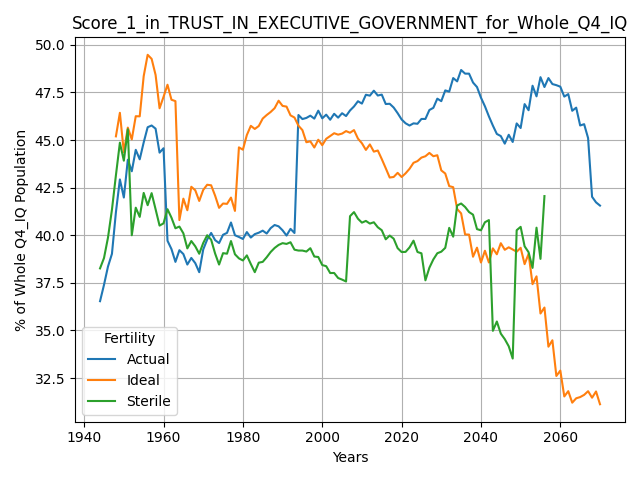 Score_1_in_TRUST_IN_EXECUTIVE_GOVERNMENT_for_Whole_Q4_IQ
% of Whole Q4_IQ Population
50.0
47.5
45.0
42.5
40.0
37.5
35.0
32.5
Fertility
Actual
Ideal
Sterile
1940
1960
1980
2000
2020
2040
2060
Years